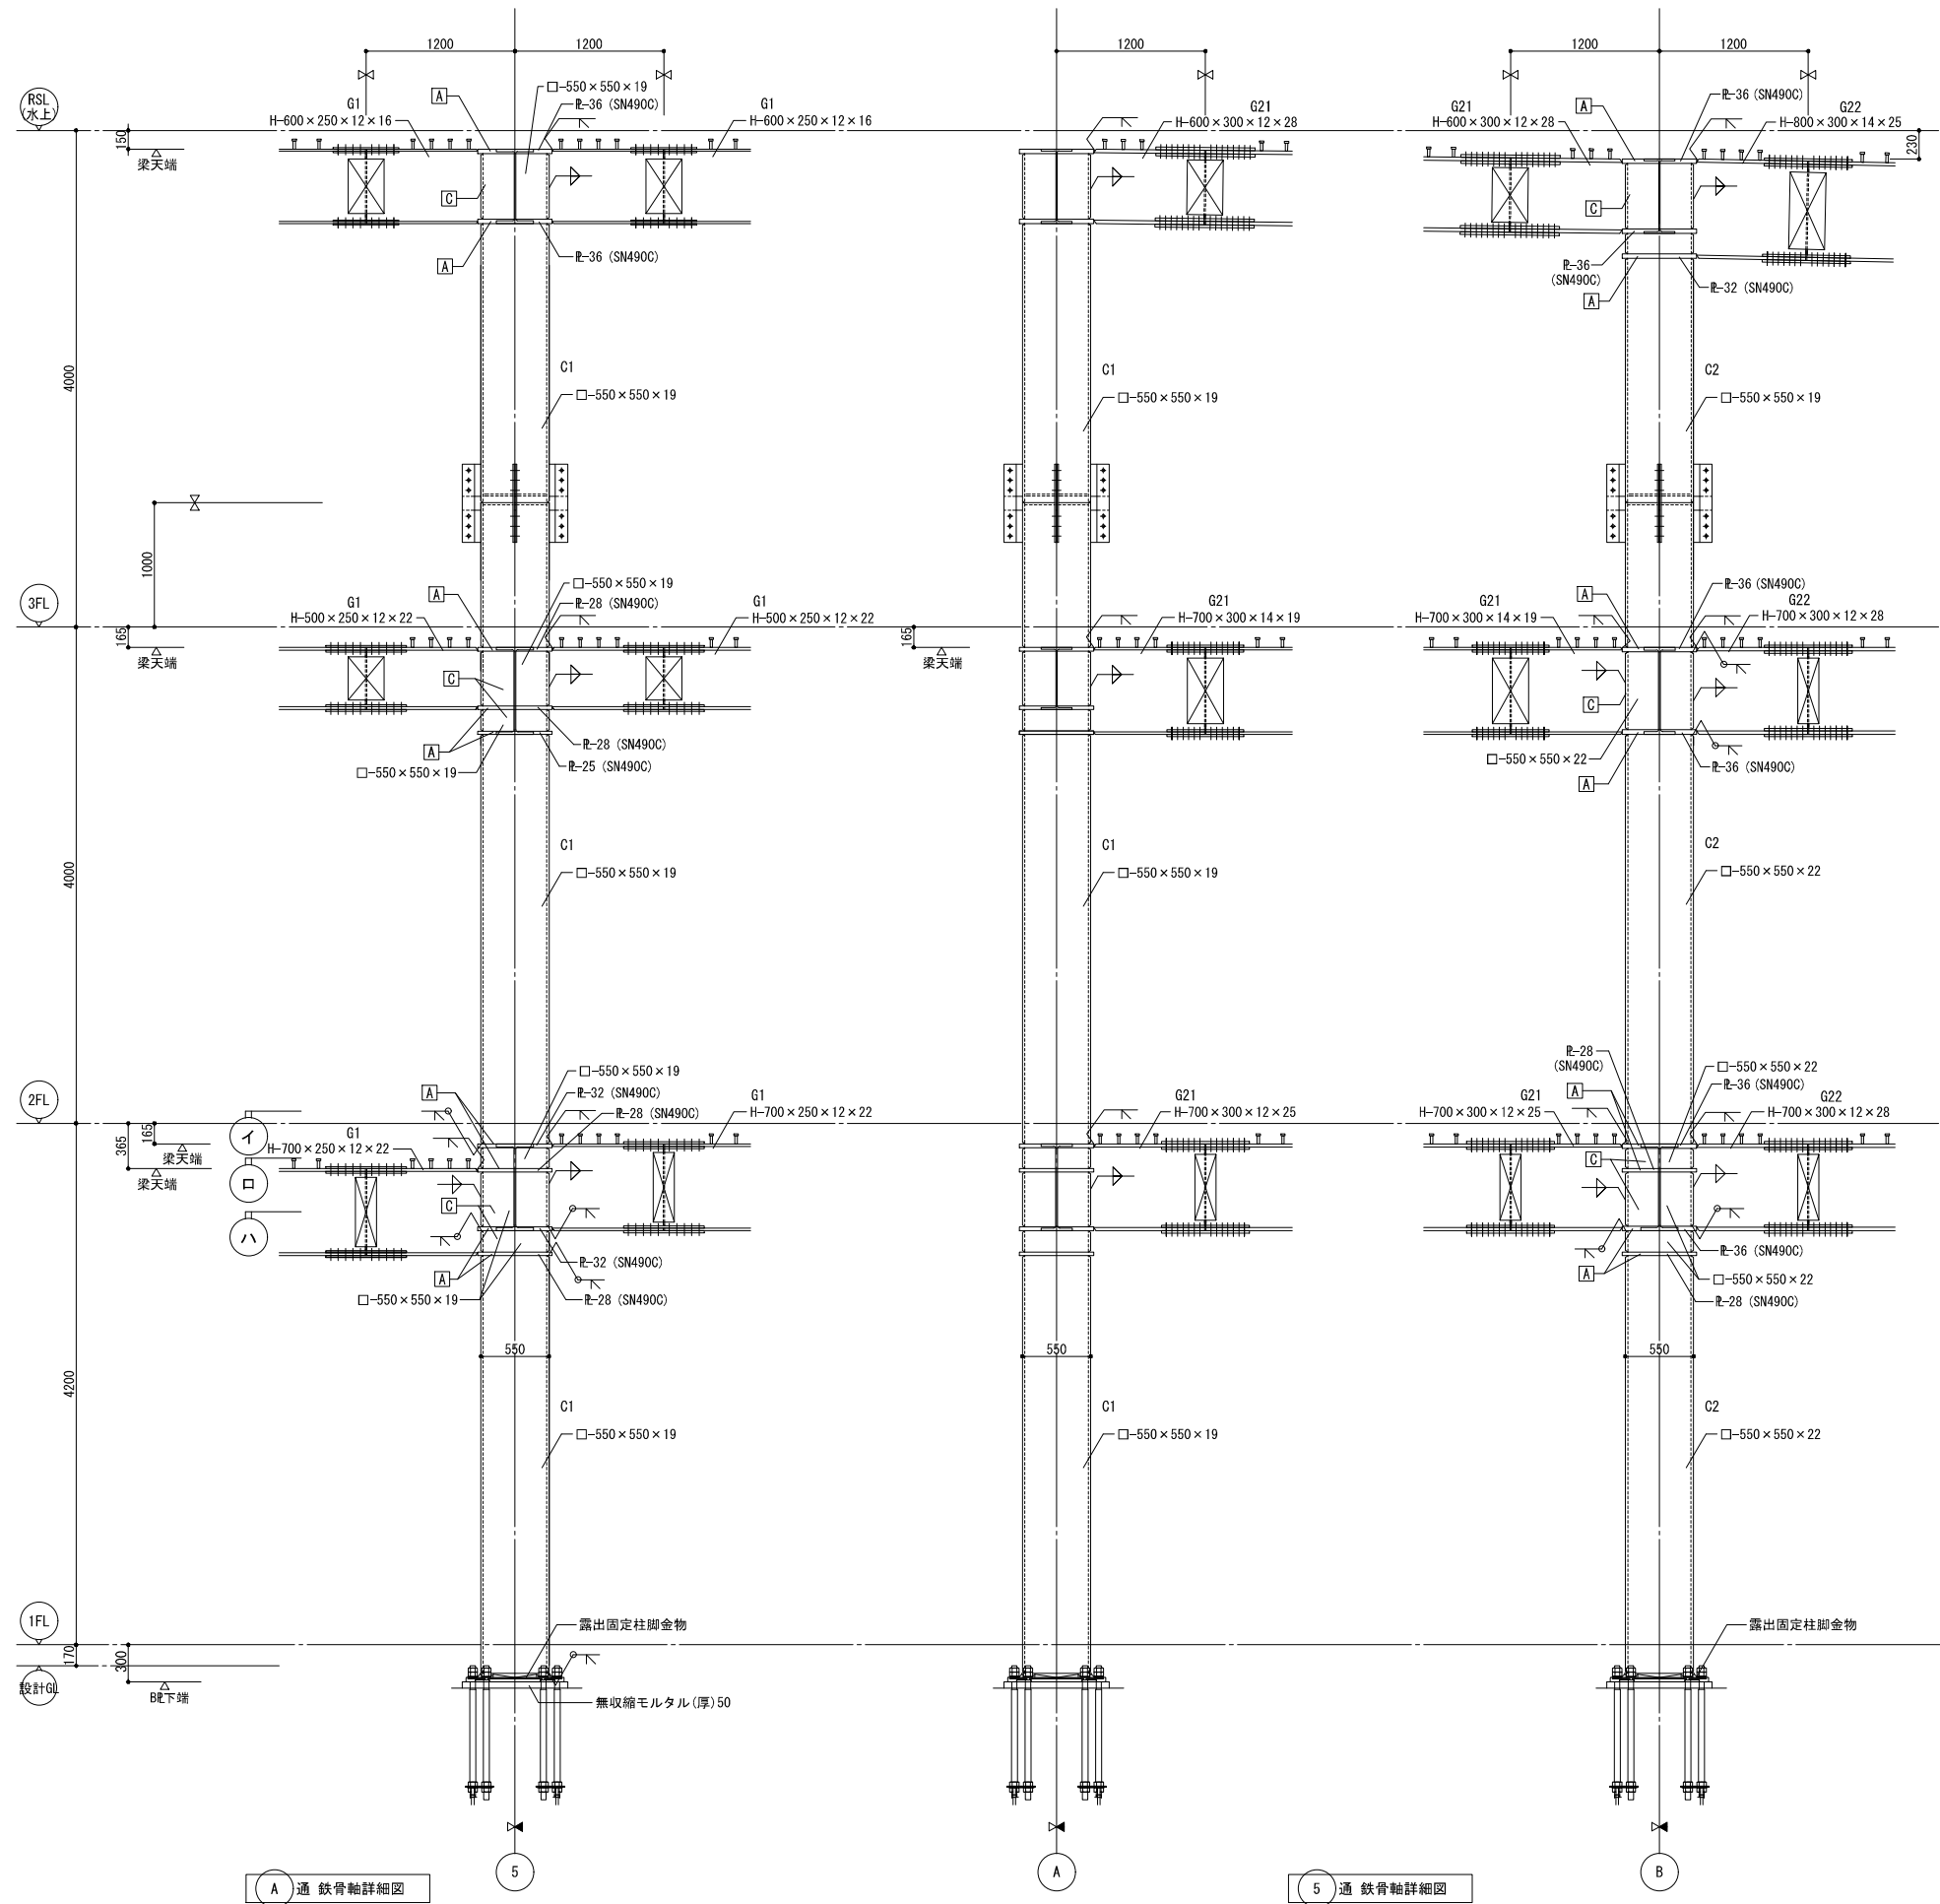 1200 1200 1200 1200 1200
RSL
(水上)
150
梁天端
G1
H-600×250×12×16
A
□-550×550×19
PL-36 (SN490C)
G1
H-600×250×12×16
C
A
PL-36 (SN490C)
G21
H-600×300×12×28
G21
H-600×300×12×28
A
PL-36 (SN490C)
G22
H-800×300×14×25
230
C
PL-36
(SN490C)
A
PL-32 (SN490C)
4000
C1
□-550×550×19
C1
□-550×550×19
C2
□-550×550×19
1000
3FL
165
梁天端
G1
H-500×250×12×22
A
□-550×550×19
PL-28 (SN490C)
G1
H-500×250×12×22
C
A
PL-28 (SN490C)
PL-25 (SN490C)
□-550×550×19
165
梁天端
G21
H-700×300×14×19
G21
H-700×300×14×19
A
PL-36 (SN490C)
G22
H-700×300×12×28
C
□-550×550×22
PL-36 (SN490C)
A
4000
C1
□-550×550×19
C1
□-550×550×19
C2
□-550×550×22
2FL
365
165
イ
ロ
ハ
梁天端
梁天端
G1
H-700×250×12×22
A
□-550×550×19
PL-32 (SN490C)
PL-28 (SN490C)
G1
H-700×250×12×22
C
A
PL-32 (SN490C)
□-550×550×19
PL-28 (SN490C)
G21
H-700×300×12×25
PL-28
(SN490C)
A
G21
H-700×300×12×25
□-550×550×22
PL-36 (SN490C)
G22
H-700×300×12×28
C
PL-36 (SN490C)
A
□-550×550×22
PL-28 (SN490C)
4200
550 550 550
C1
□-550×550×19
C1
□-550×550×19
C2
□-550×550×22
1FL
170
300
設計GL
BPL下端
露出固定柱脚金物
無収縮モルタル(厚)50
露出固定柱脚金物
5 A B
A 通 鉄骨軸詳細図
5 通 鉄骨軸詳細図